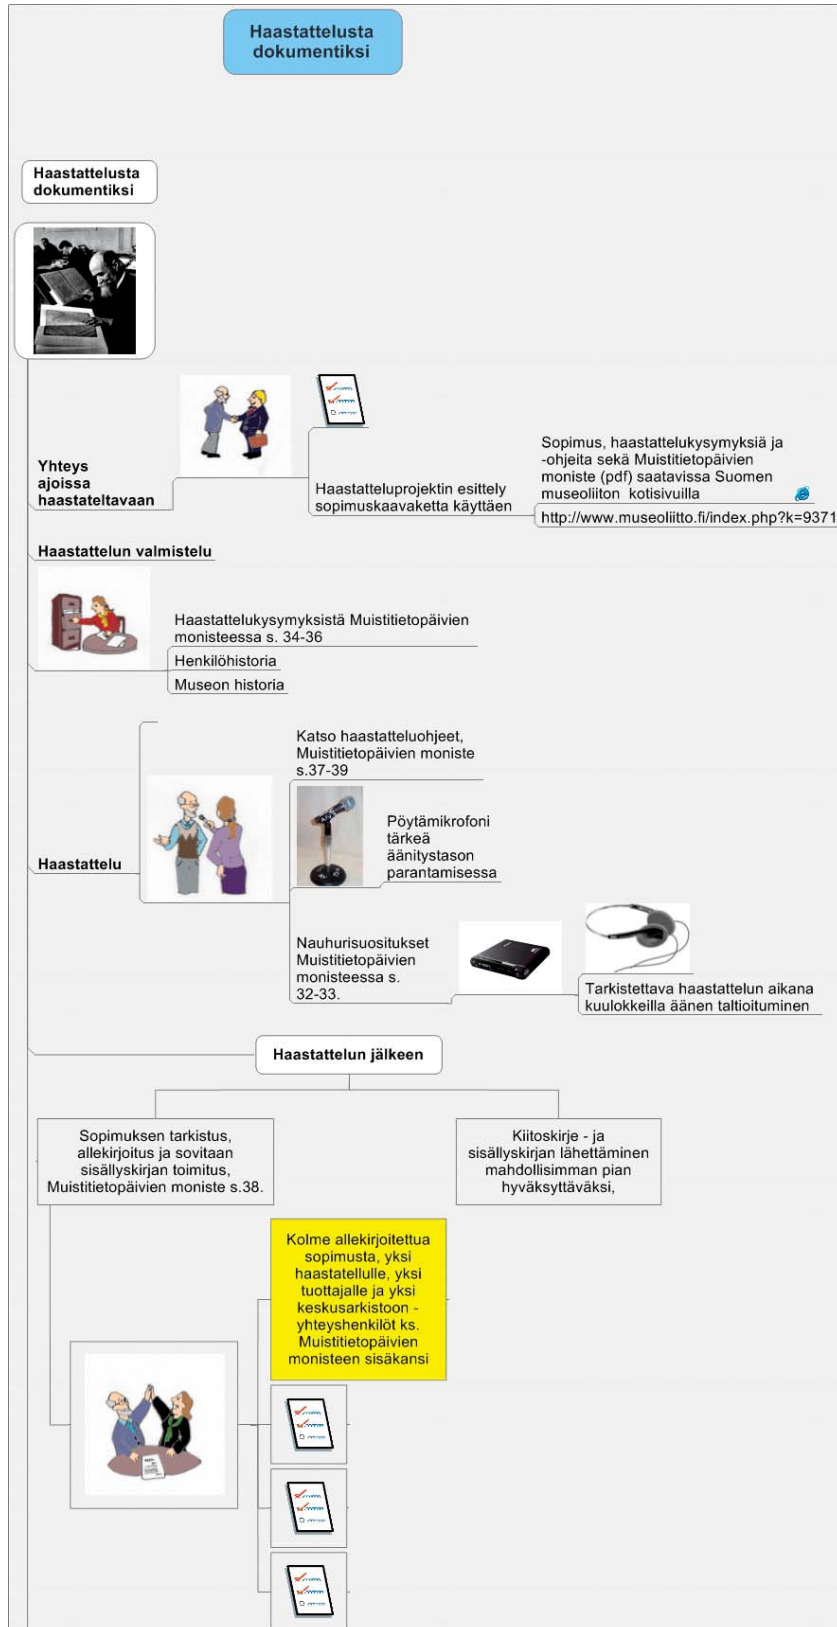 Haastattelusta
dokumentiksi
Haastattelusta
dokumentiksi
Yhteys
ajoissa
haastateltavaan
Haastatteluprojektin esittely
sopimuskaavaketta käyttäen
Sopimus, haastattelukysymyksiä ja
-ohjeita sekä Muistitietopäivien
moniste (pdf) saatavissa Suomen
museoliiton kotisivuilla
http://www.museoliitto.fi/index.php?k=9371
Haastattelun valmistelu
Haastattelukysymyksistä Muistitietopäivien
monisteessa s. 34-36
Henkilöhistoria
Museon historia
Haastattelu
Katso haastatteluohjeet,
Muistitietopäivien moniste
s.37-39
Pöytämikrofoni
tärkeä
äänitystason
parantamisessa
Nauhurisuositukset
Muistitietopäivien
monisteessa s.
32-33.
Tarkistettava haastattelun aikana
kuulokkeilla äänen taltioituminen
Haastattelun jälkeen
Sopimuksen tarkistus,
allekirjoitus ja sovitaan
sisällyskirjan toimitus,
Muistitietopäivien moniste s.38.
Kiitoskirje - ja
sisällyskirjan lähettäminen
mahdollisimman pian
hyväksyttäväksi,
Kolme allekirjoitettua
sopimusta, yksi
haastatellulle, yksi
tuottajalle ja yksi
keskusarkistoon -
yhteyshenkilöt ks.
Muistitietopäivien
monisteen sisäkansi